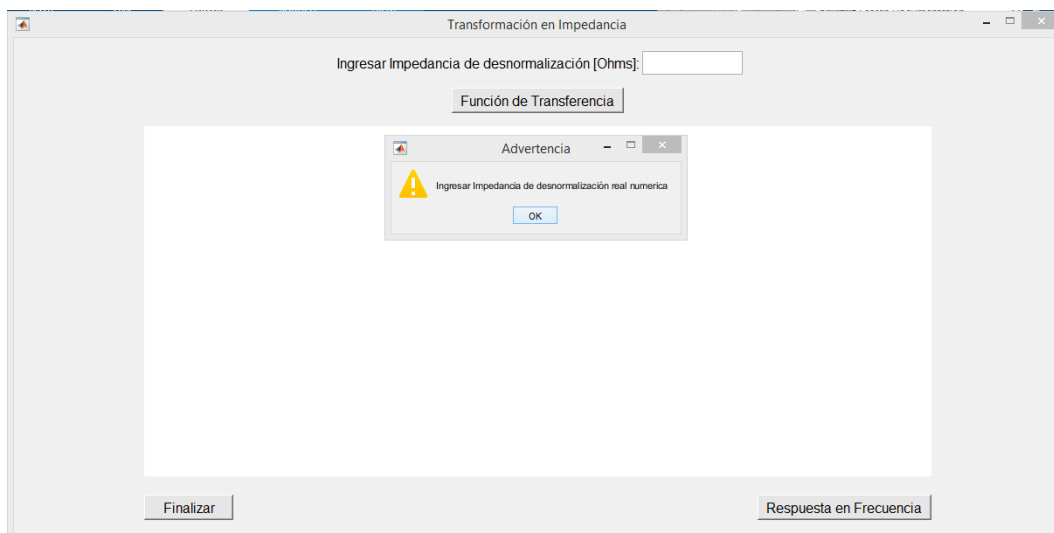 Transformación en Impedancia
Ingresar Impedancia de desnormalización [Ohms]:
Función de Transferencia
Advertencia
Ingresar Impedancia de desnormalización real numerica
OK
Finalizar
Respuesta en Frecuencia